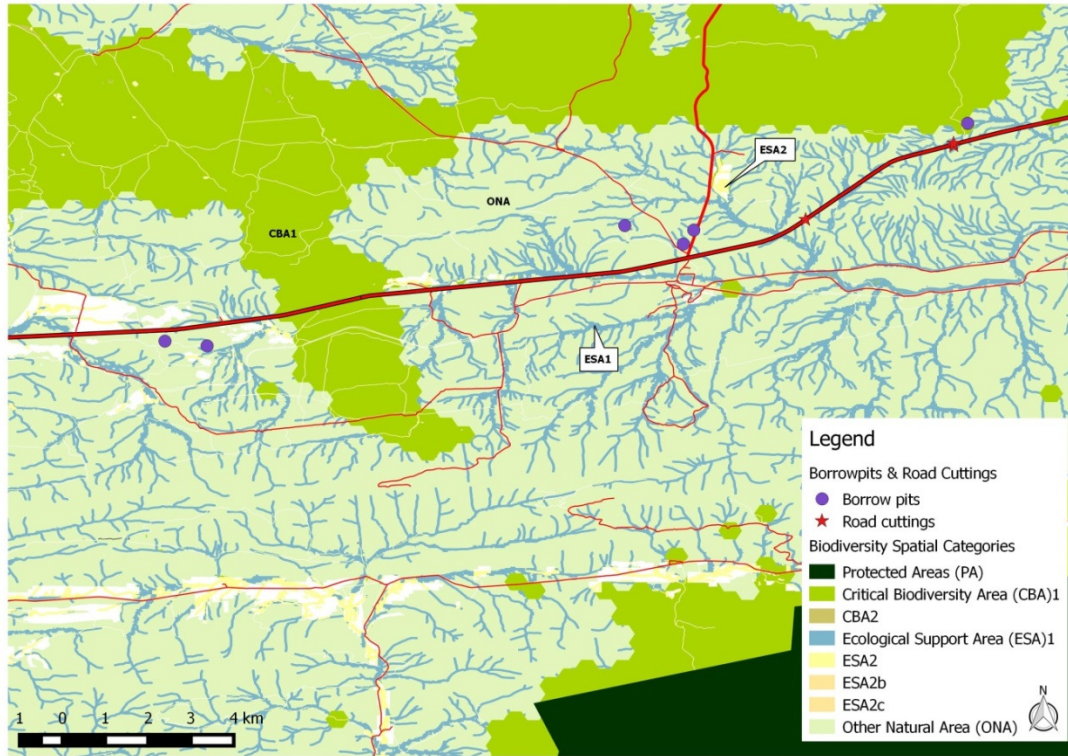 ESA2
ONA
CBA1
ESA1
Legend
Borrowpits & Road Cuttings
Borrow pits
Road cuttings
Biodiversity Spatial Categories
Protected Areas (PA)
Critical Biodiversity Area (CBA)1
CBA2
Ecological Support Area (ESA)1
ESA2
ESA2b
ESA2c
Other Natural Area (ONA)
N
1 0 1 2 3 4 km